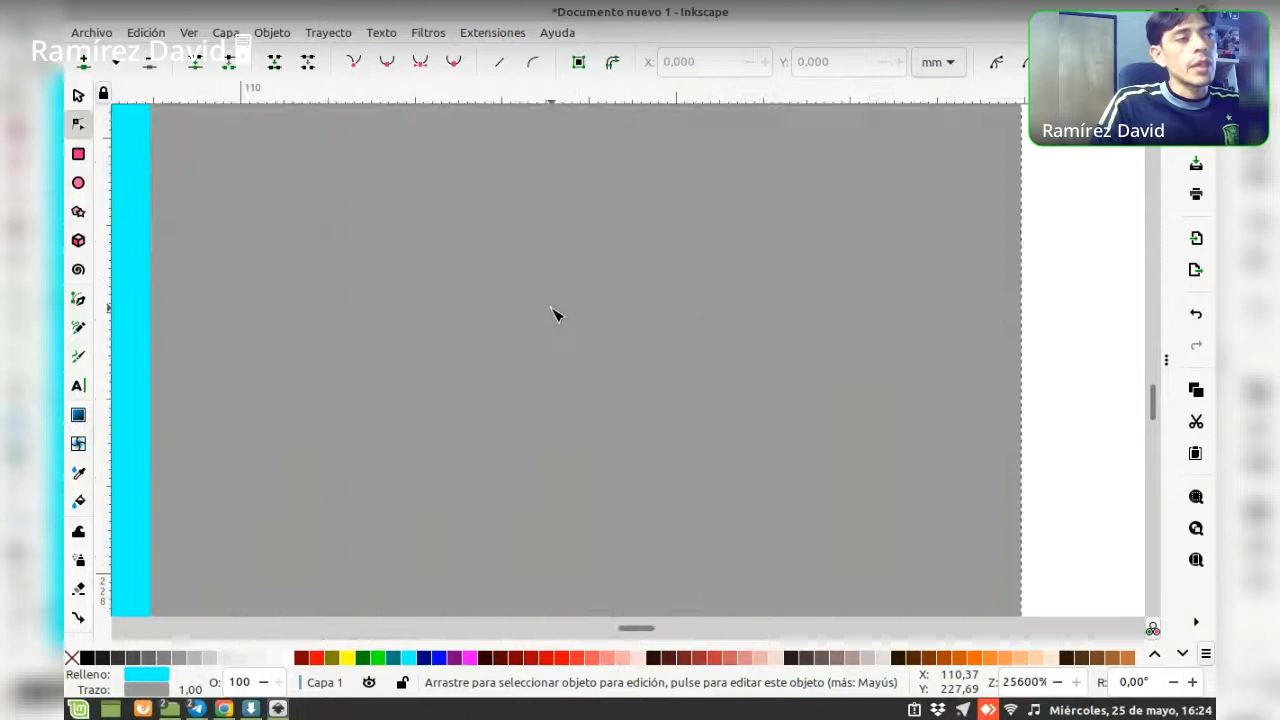 *Documento nuevo 1 - Inkscape
Archivo Edición Ver Capa Objeto Trayecto Texto Filtros Extensiones Ayuda
Ramírez David
X: 0,000 Y: 0,000 mm
Ramírez David
110
A
228
Relleno:
Trazo: 1,00
O: 100
Capa 1
Arrastre para seleccionar objeto para edición, pulse para editar este objeto (más: Mayús)
X: 110,37
Y: 227,69
Z: 25600%
R: 0,00°
2 2
Miércoles, 25 de mayo, 16:24